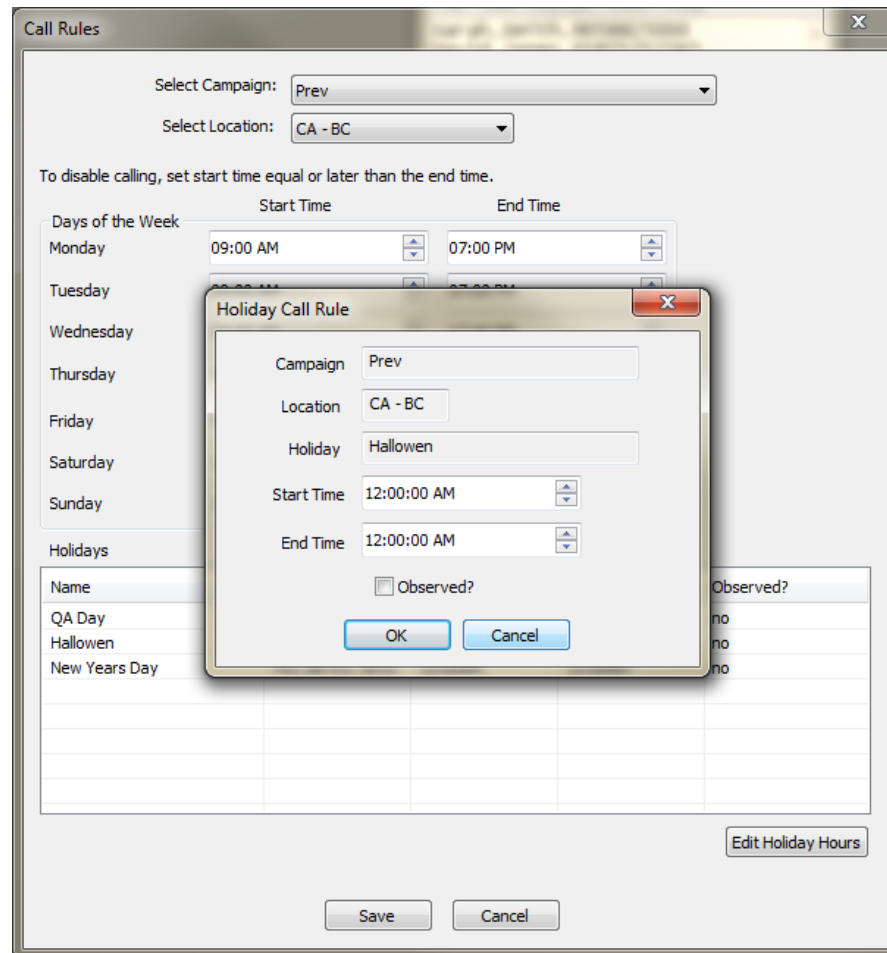 Call Rules
Select Campaign: Prev
Select Location: CA - BC
To disable calling, set start time equal or later than the end time.
Start Time End Time
Days of the Week
Monday 09:00 AM 07:00 PM
Tuesday
Wednesday
Thursday
Friday
Saturday
Sunday
Holiday Call Rule
Campaign Prev
Location CA - BC
Holiday Hallowen
Start Time 12:00:00 AM
End Time 12:00:00 AM
Observed?
OK Cancel
Holidays
Name Observed?
QA Day no
Hallowen no
New Years Day no
Edit Holiday Hours
Save Cancel